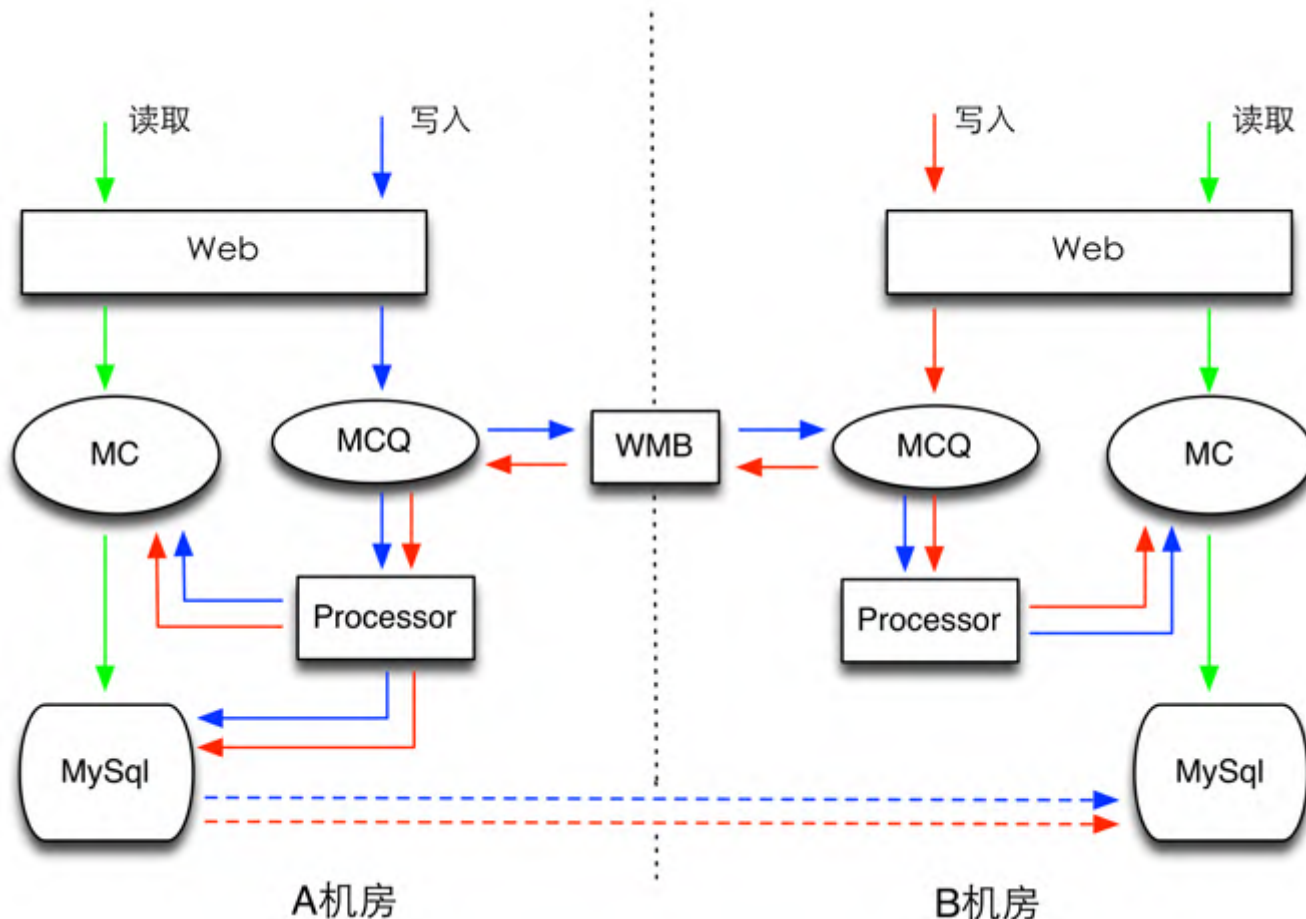 读取
写入
写入
读取
Web
Web
MC
MCQ
WMB
MCQ
MC
Processor
Processor
MySql
MySql
A机房
B机房